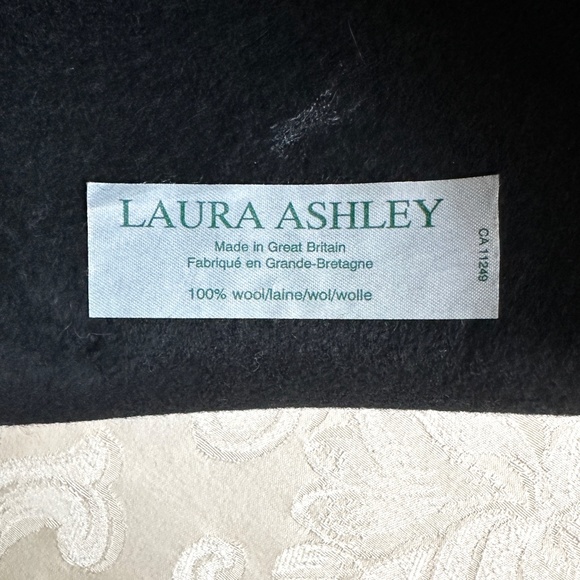 LAURA ASHLEY
Made in Great Britain
Fabriqué en Grande-Bretagne
100% wool/laine/wol/wolle
CA 11249